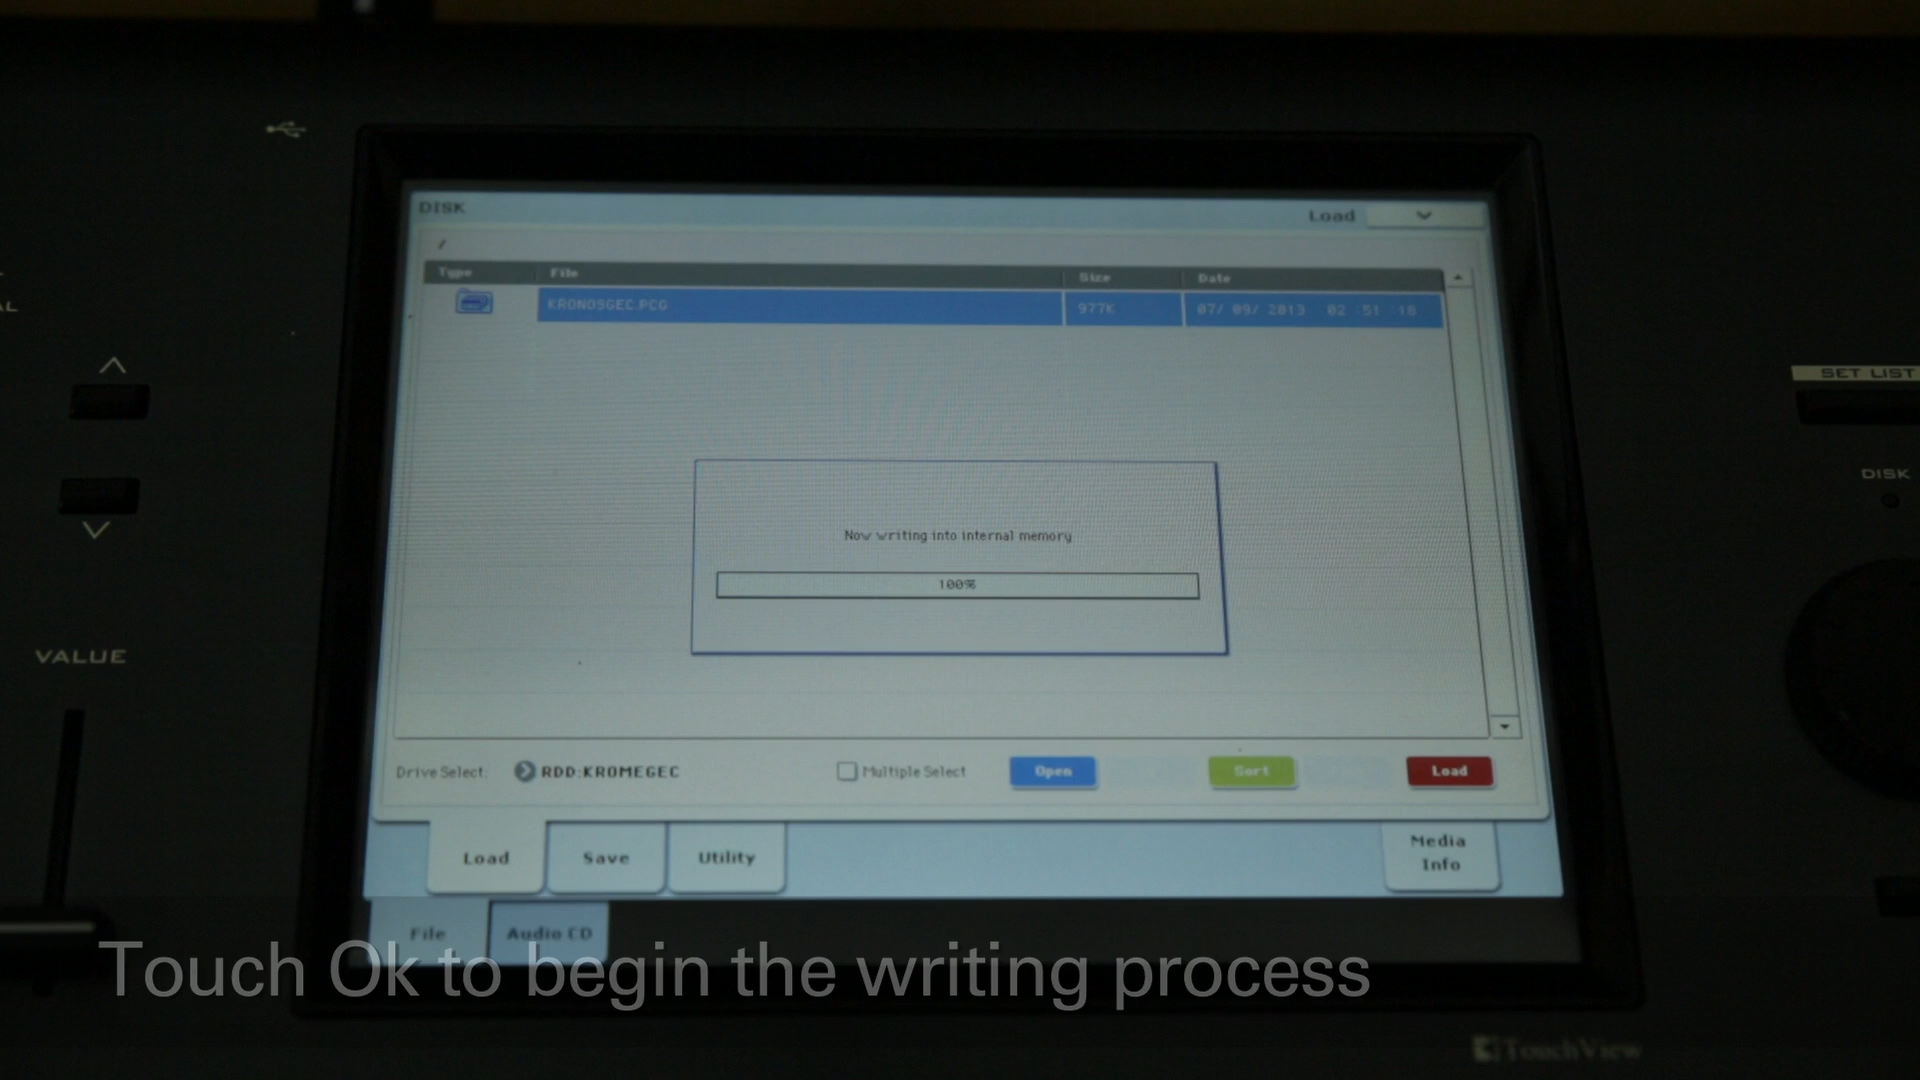 DISK
Load
/
Type File Size Date
KRONOSGEC.PCG 977K 07/ 09/ 2013 02 :51 :18
SET LIST
DISK
Now writing into internal memory
100%
VALUE
Drive Select: RDD:KROMEGEC Multiple Select Open Sort Load
Load Save Utility
Media
Info
File Audio CD
Touch Ok to begin the writing process
TouchView